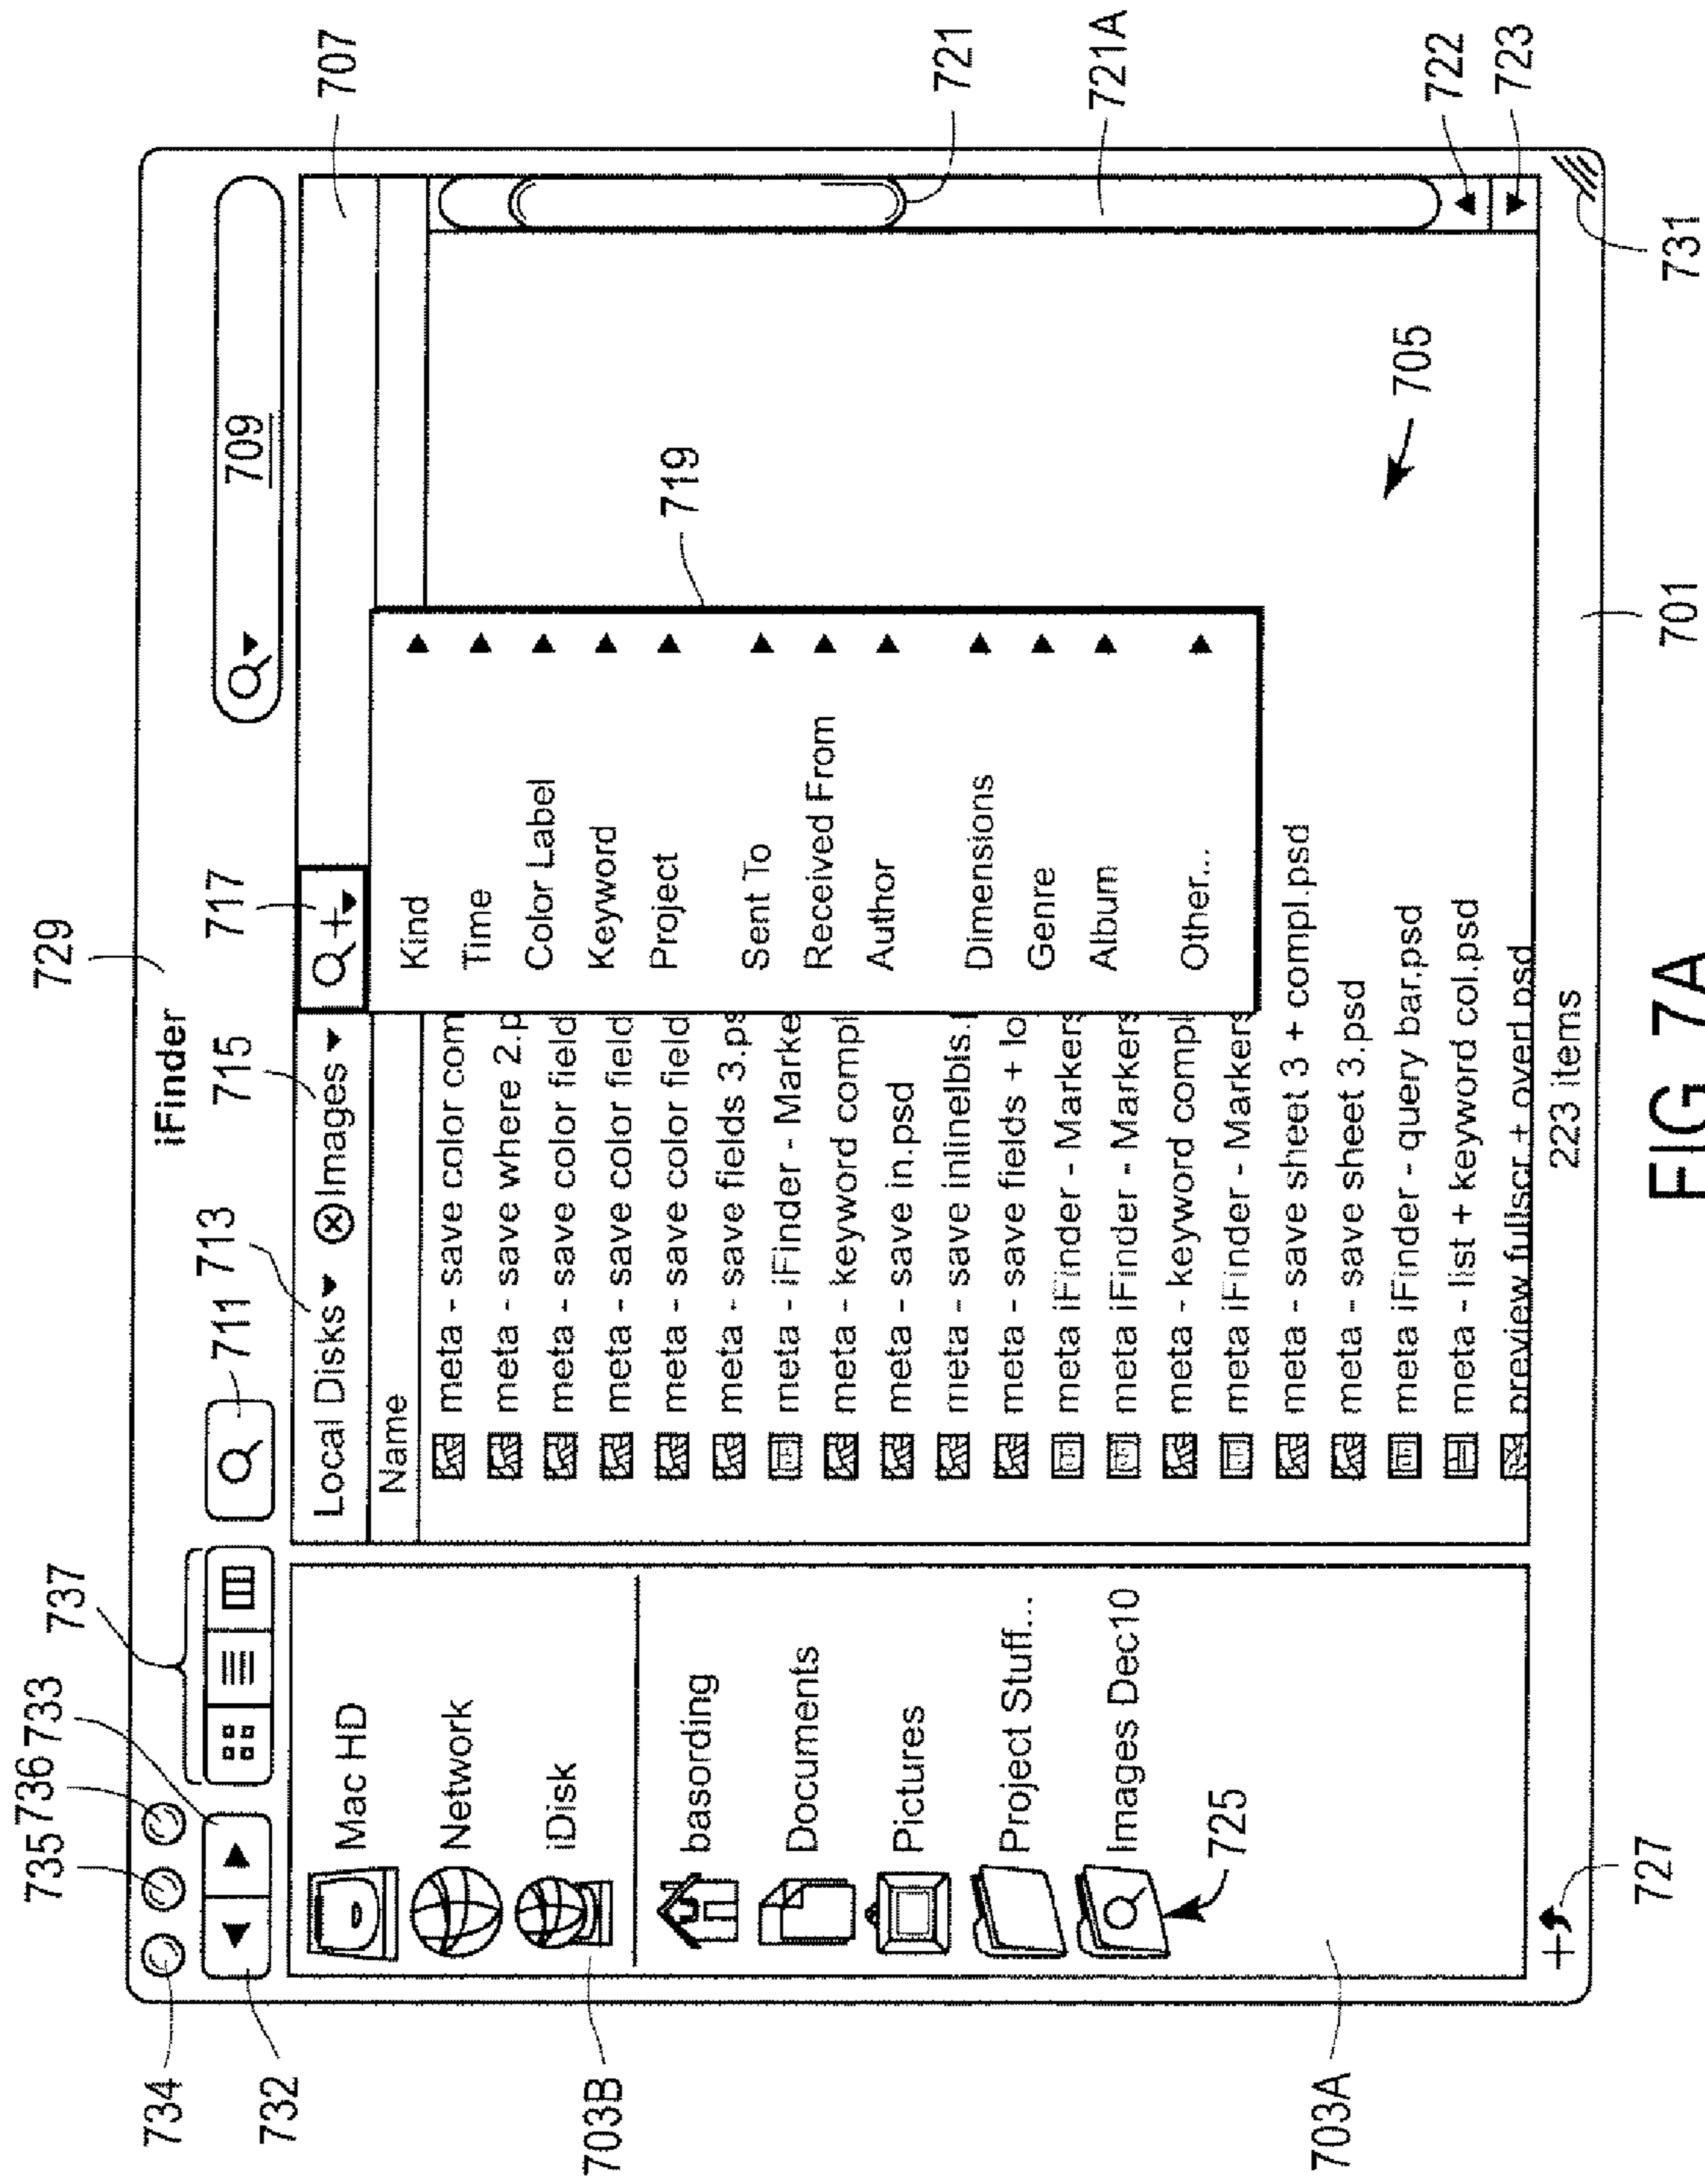 729
iFinder
735 736 733
737
711 713
715
717
709
707
734
732
Local Disks
Images
Name
Mac HD
Network
iDisk
basording
Documents
Pictures
Project Stuff...
Images Dec10
725
703B
703A
meta - save color com
meta - save where 2.p
meta - save color field
meta - save color field
meta - save color field
meta - save fields 3.ps
meta - iFinder - Marke
meta - keyword compl
meta - save in.psd
meta - save inlinelbls.
meta - save fields + lo
meta iFinder - Markers
meta iFinder - Markers
meta - keyword compl
meta iFinder - Markers
meta - save sheet 3 + compl.psd
meta - save sheet 3.psd
meta iFinder - query bar.psd
meta - list + keyword col.psd
preview fullscr + overl.psd
Kind
Time
Color Label
Keyword
Project
Sent To
Received From
Author
Dimensions
Genre
Album
Other...
719
705
721
721A
722
723
223 items
727
701
731
FIG 7A